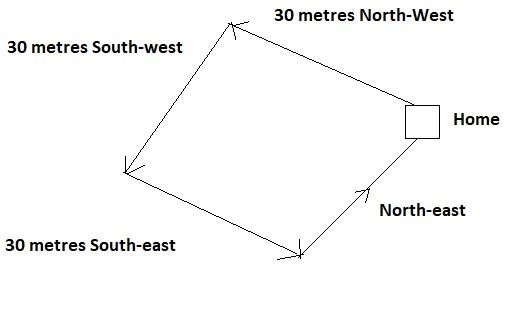 30 metres North-West
30 metres South-west
Home
North-east
30 metres South-east